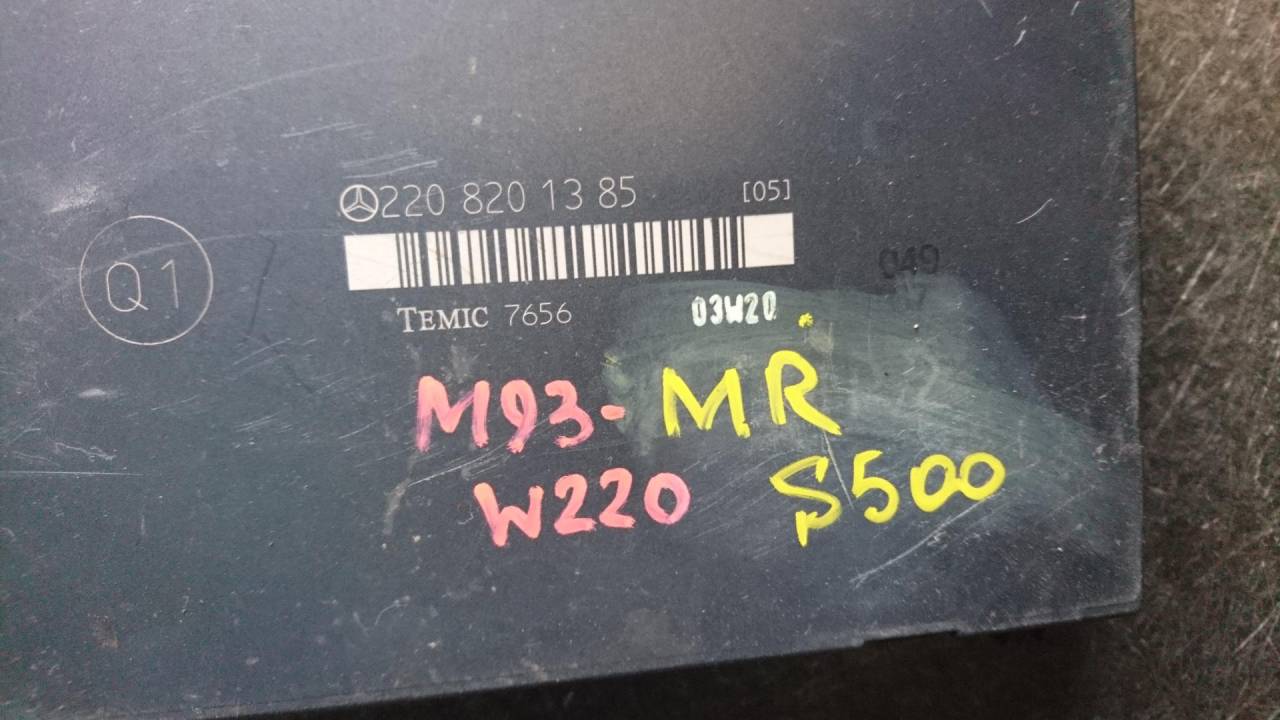 220 820 13 85 [05]
Q1
049
TEMIC 7656 03W20
M93- MR
W220 S500